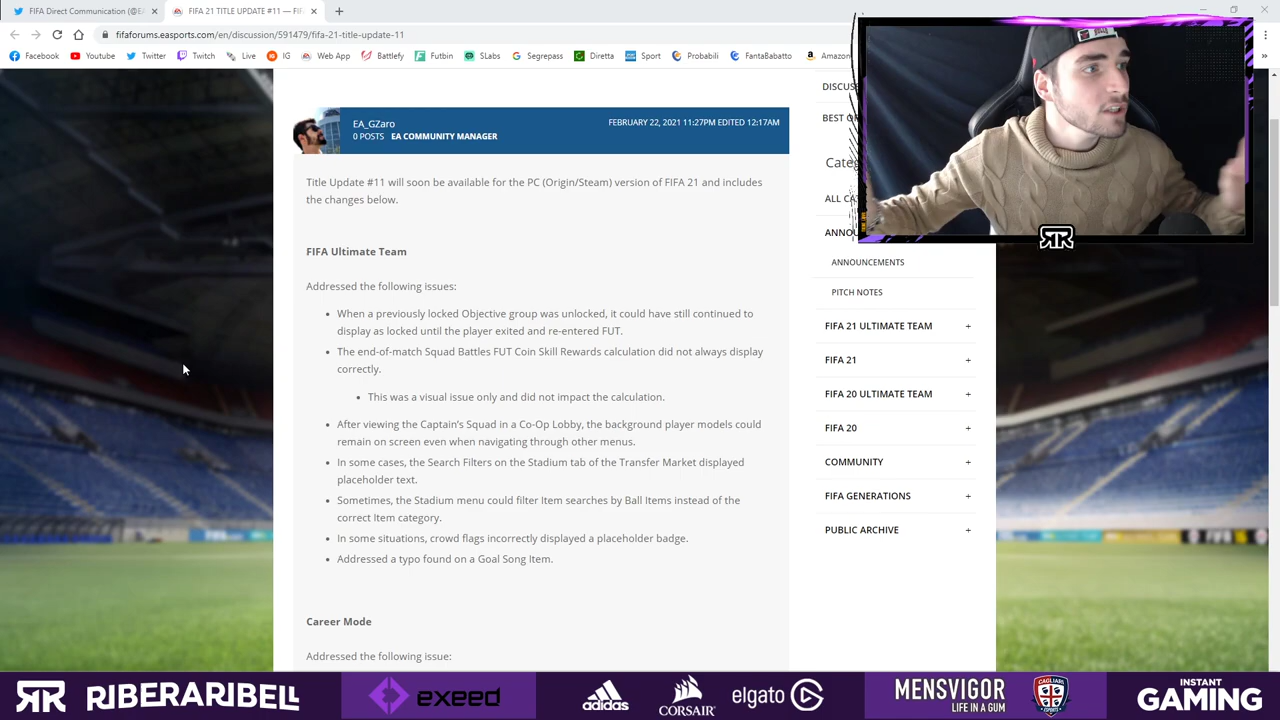 FIFA Direct Communication (@EA
FIFA 21 TITLE UPDATE #11 — FIF
fifaforums.easports.com/en/discussion/591479/fifa-21-title-update-11
Facebook Youtube Twitter Twitch Live IG Web App Battlefy Futbin SLabs Segrepass Diretta Sport Probabili FantaBabatto Amazon
EA_GZaro
0 POSTS EA COMMUNITY MANAGER
FEBRUARY 22, 2021 11:27PM EDITED 12:17AM
Title Update #11 will soon be available for the PC (Origin/Steam) version of FIFA 21 and includes
the changes below.
FIFA Ultimate Team
Addressed the following issues:
• When a previously locked Objective group was unlocked, it could have still continued to
display as locked until the player exited and re-entered FUT.
• The end-of-match Squad Battles FUT Coin Skill Rewards calculation did not always display
correctly.
• This was a visual issue only and did not impact the calculation.
• After viewing the Captain's Squad in a Co-Op Lobby, the background player models could
remain on screen even when navigating through other menus.
• In some cases, the Search Filters on the Stadium tab of the Transfer Market displayed
placeholder text.
• Sometimes, the Stadium menu could filter Item searches by Ball Items instead of the
correct Item category.
• In some situations, crowd flags incorrectly displayed a placeholder badge.
• Addressed a typo found on a Goal Song Item.
Career Mode
Addressed the following issue:
DISCUS
BEST O
Cate
ALL CA
ANNOU
ANNOUNCEMENTS
PITCH NOTES
FIFA 21 ULTIMATE TEAM +
FIFA 21 +
FIFA 20 ULTIMATE TEAM +
FIFA 20 +
COMMUNITY +
FIFA GENERATIONS +
PUBLIC ARCHIVE +
RR
RR RIBERARIBELL
exeed
adidas
CORSAIR
elgato
MENSVIGOR
LIFE IN A GUM
CAGLIARI
INSTANT
GAMING